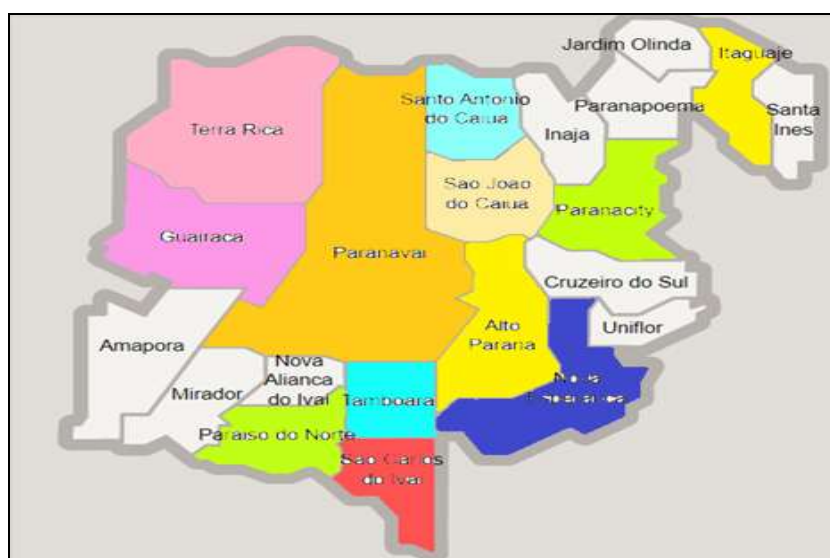 Jardim Olinda
Itaguaje
Santo Antonio
do Caiua
Paranapoema
Santa
Ines
Terra Rica
Inaja
Sao Joao
do Caiua
Paranacity
Guairaca
Paranavai
Cruzeiro do Sul
Amapora
Alto
Parana
Uniflor
Nova
Alianca
do Ivai
Mirador
Tamboara
Nova
Esperanca
Paraiso do Norte
Sao Carlos
do Ivai